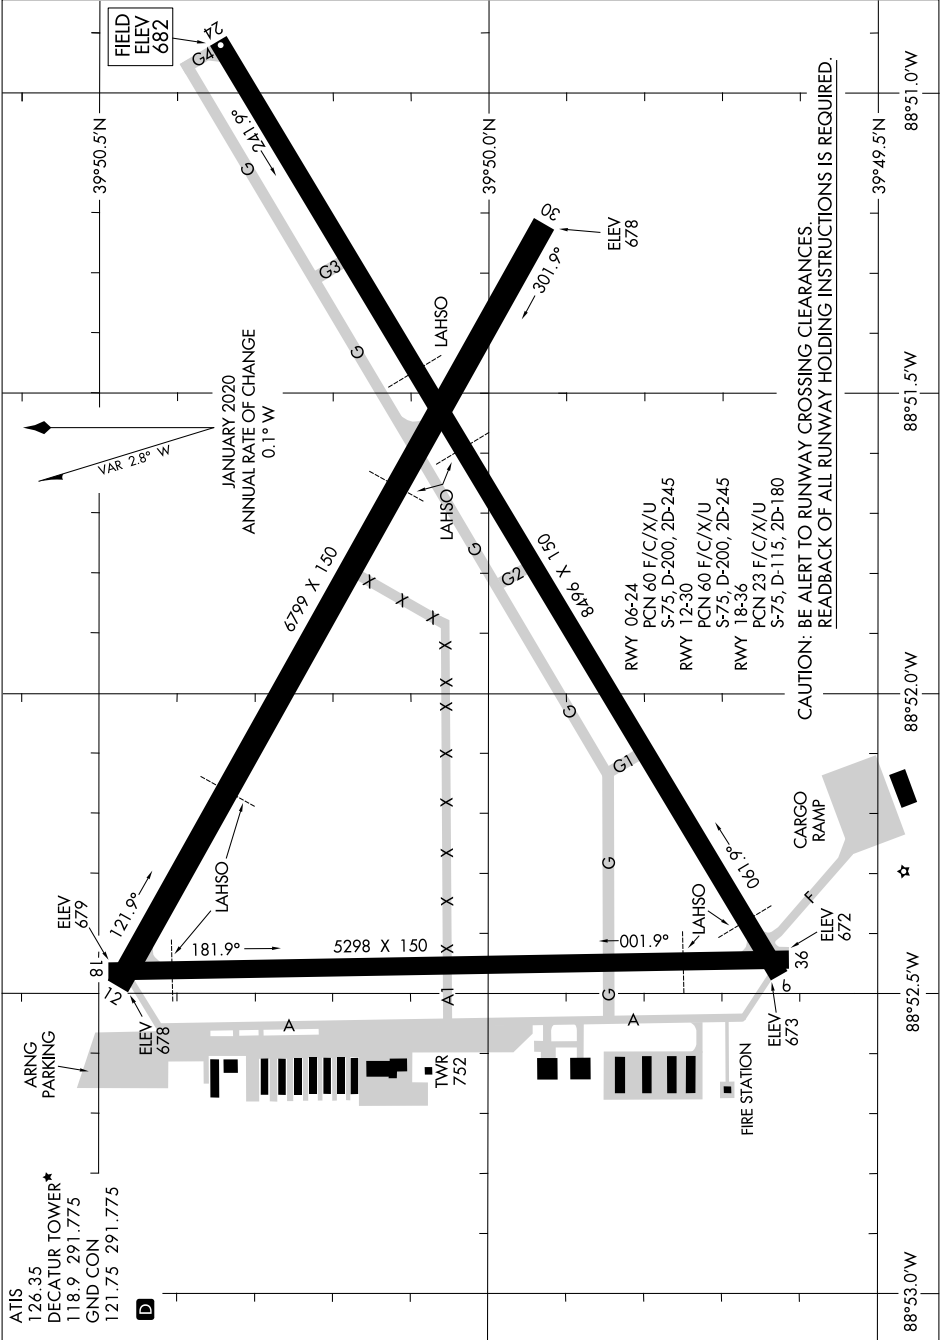 FIELD
ELEV
682
24
G4
241.9°
G
39°50.5'N
39°50.0'N
39°49.5'N
88°51.0'W
G3
G
30
301.9°
ELEV
678
LAHSO
JANUARY 2020
ANNUAL RATE OF CHANGE
0.1° W
VAR 2.8° W
88°51.5'W
LAHSO
6799 X 150
X
X
X
X
X
X
X
X
X
X
X
A1
G
G2
8496 X 150
G
G1
G
G
RWY 06-24
PCN 60 F/C/X/U
S-75, D-200, 2D-245
RWY 12-30
PCN 60 F/C/X/U
S-75, D-200, 2D-245
RWY 18-36
PCN 23 F/C/X/U
S-75, D-115, 2D-180
CAUTION: BE ALERT TO RUNWAY CROSSING CLEARANCES.
READBACK OF ALL RUNWAY HOLDING INSTRUCTIONS IS REQUIRED.
88°52.0'W
LAHSO
ELEV
679
121.9°
18
12
ELEV
678
181.9°
5298 X 150
001.9°
LAHSO
061.9°
CARGO
RAMP
F
ELEV
672
36
6
ELEV
673
88°52.5'W
A
A
ARNG
PARKING
TWR
752
FIRE STATION
ATIS
126.35
DECATUR TOWER★
118.9 291.775
GND CON
121.75 291.775
D
88°53.0'W